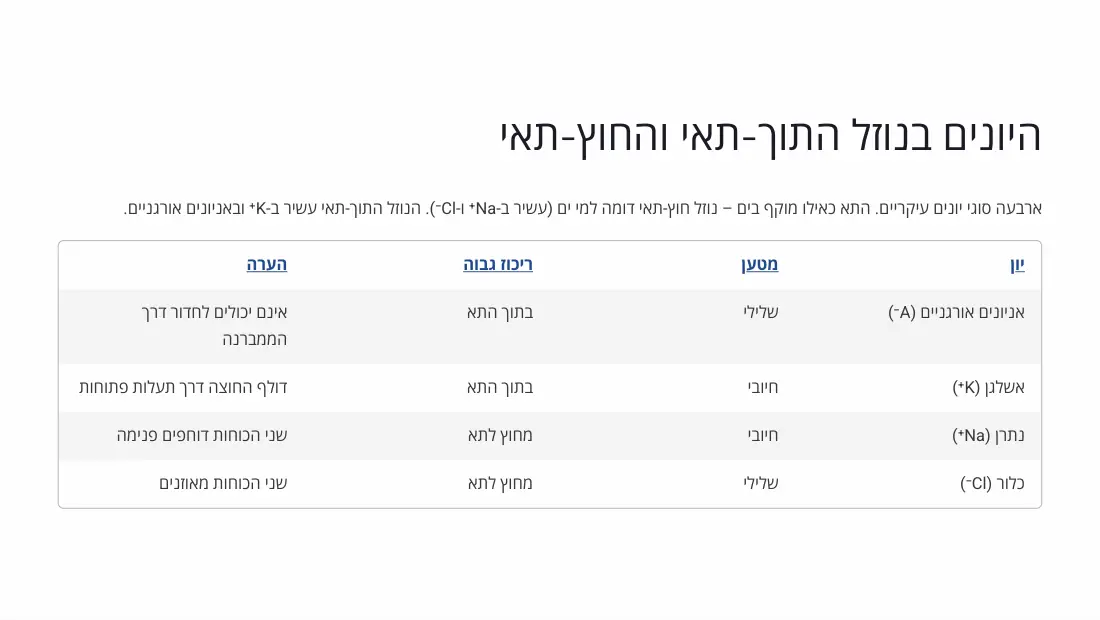 היונים בנוזל התוך-תאי והחוץ-תאי
ארבעה סוגי יונים עיקריים. התא כאילו מוקף בים – נוזל חוץ-תאי דומה למי ים (עשיר ב-Na⁺ ו-Cl⁻). הנוזל התוך-תאי עשיר ב-K⁺ ובאניונים אורגניים.
יון מטען ריכוז גבוה הערה
אניונים אורגניים (A⁻) שלילי בתוך התא אינם יכולים לחדור דרך
הממברנה
אשלגן (K⁺) חיובי בתוך התא דולף החוצה דרך תעלות פתוחות
נתרן (Na⁺) חיובי מחוץ לתא שני הכוחות דוחפים פנימה
כלור (Cl⁻) שלילי מחוץ לתא שני הכוחות מאוזנים